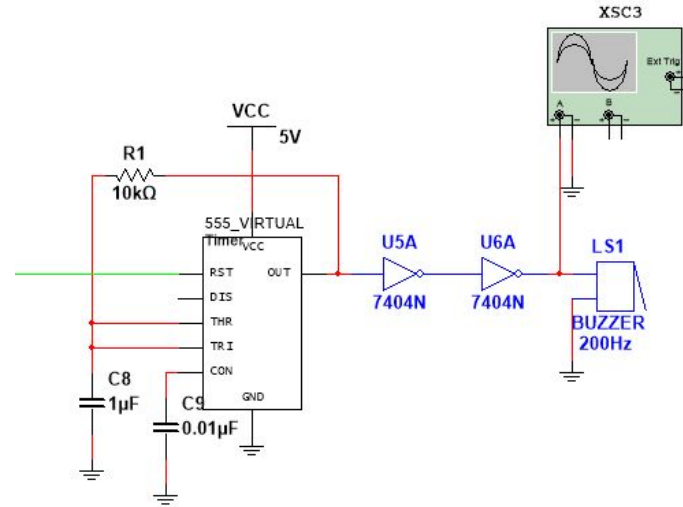 XSC3
Ext Trig
+
-
A
B
+
-
+
-
VCC
5V
R1
10kΩ
555_VIRTUAL
Timer
VCC
RST
OUT
DIS
THR
TRI
CON
GND
U5A
7404N
U6A
7404N
LS1
BUZZER
200Hz
C8
1µF
C9
0.01µF